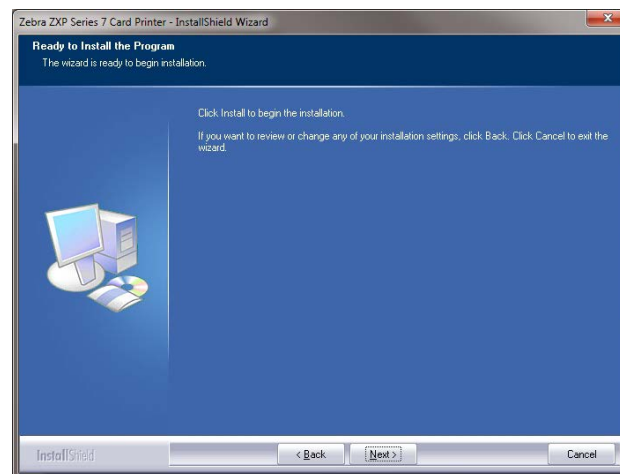 Zebra ZXP Series 7 Card Printer - InstallShield Wizard
Ready to Install the Program
The wizard is ready to begin installation.
Click Install to begin the installation.
If you want to review or change any of your installation settings, click Back. Click Cancel to exit the
wizard.
InstallShield
< Back
Next >
Cancel